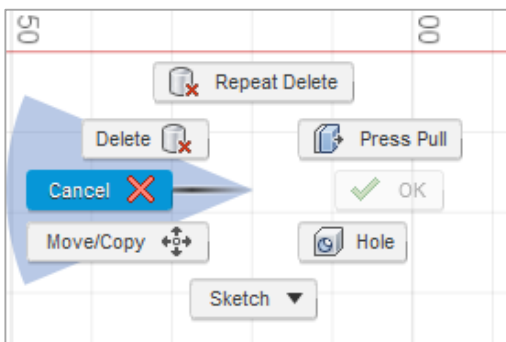 50
00
Repeat Delete
Delete
Press Pull
Cancel
OK
Move/Copy
Hole
Sketch